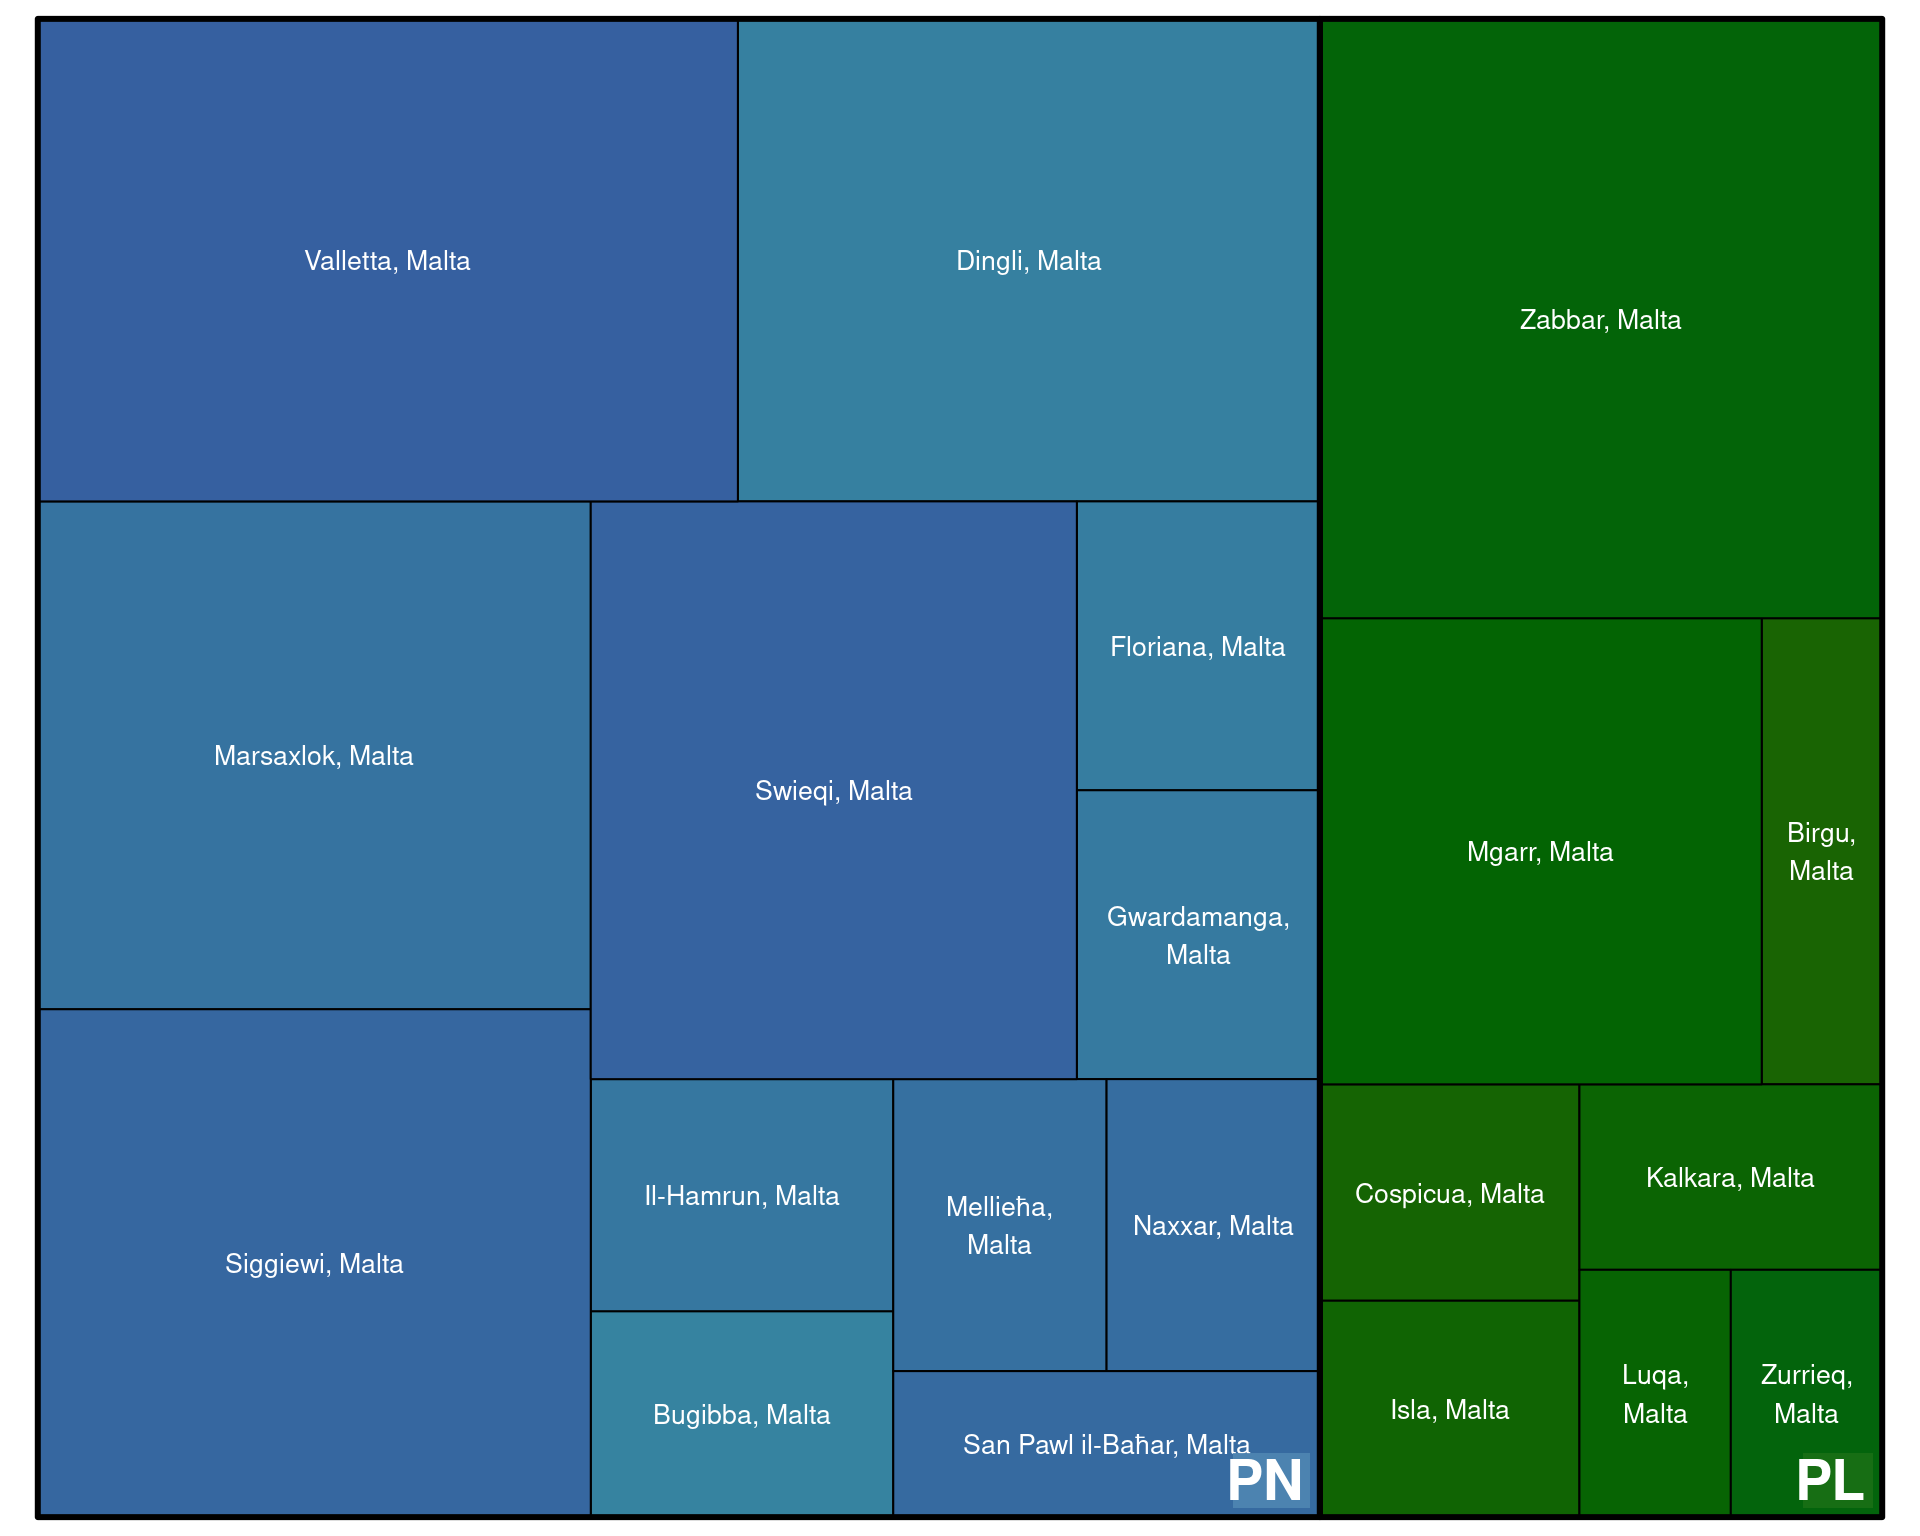 Valletta, Malta
Dingli, Malta
Zabbar, Malta
Marsaxlok, Malta
Swieqi, Malta
Floriana, Malta
Gwardamanga,
Malta
Mgarr, Malta
Birgu,
Malta
Siggiewi, Malta
Il-Hamrun, Malta
Mellieħa,
Malta
Naxxar, Malta
Bugibba, Malta
San Pawl il-Baħar, Malta
PN
Cospicua, Malta
Kalkara, Malta
Isla, Malta
Luqa,
Malta
Zurrieq,
Malta
PL